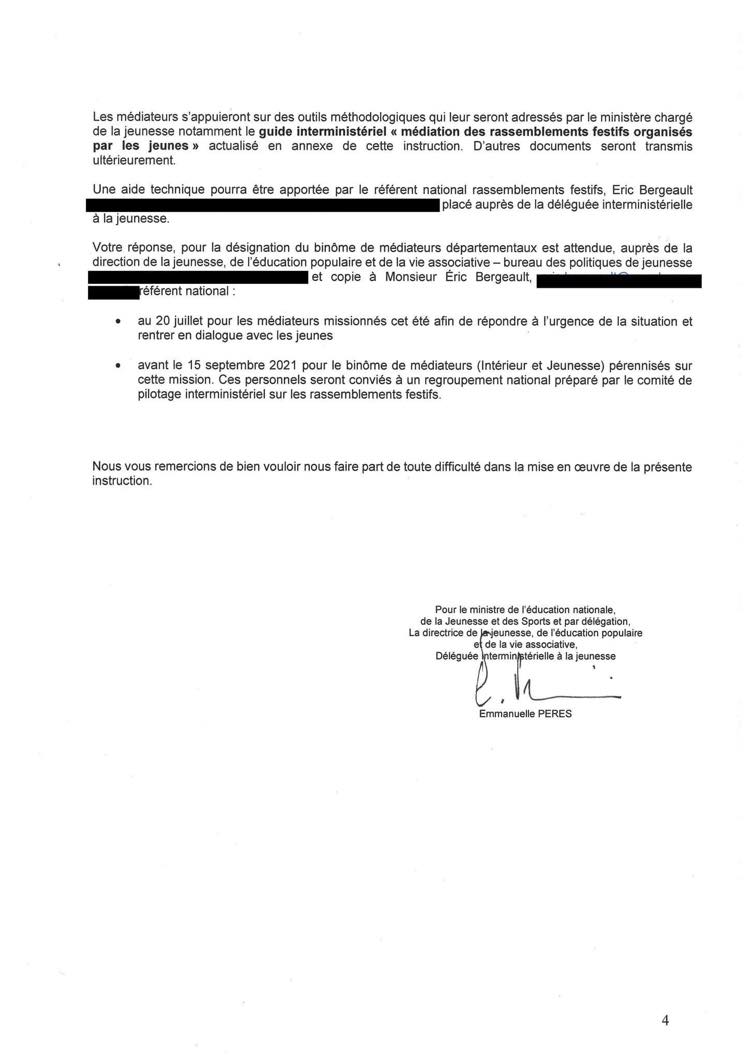 Les médiateurs s'appuieront sur des outils méthodologiques qui leur seront adressés par le ministère chargé
de la jeunesse notamment le guide interministériel « médiation des rassemblements festifs organisés
par les jeunes » actualisé en annexe de cette instruction. D'autres documents seront transmis
ultérieurement.
Une aide technique pourra être apportée par le référent national rassemblements festifs, Eric Bergeault
placé auprès de la déléguée interministérielle
à la jeunesse.
Votre réponse, pour la désignation du binôme de médiateurs départementaux est attendue, auprès de la
direction de la jeunesse, de l'éducation populaire et de la vie associative – bureau des politiques de jeunesse
et copie à Monsieur Éric Bergeault,
référent national :
• au 20 juillet pour les médiateurs missionnés cet été afin de répondre à l'urgence de la situation et
rentrer en dialogue avec les jeunes
• avant le 15 septembre 2021 pour le binôme de médiateurs (Intérieur et Jeunesse) pérennisés sur
cette mission. Ces personnels seront conviés à un regroupement national préparé par le comité de
pilotage interministériel sur les rassemblements festifs.
Nous vous remercions de bien vouloir nous faire part de toute difficulté dans la mise en œuvre de la présente
instruction.
Pour le ministre de l'éducation nationale,
de la Jeunesse et des Sports et par délégation,
La directrice de la jeunesse, de l'éducation populaire
et de la vie associative,
Déléguée interministérielle à la jeunesse
Emmanuelle PERES
4